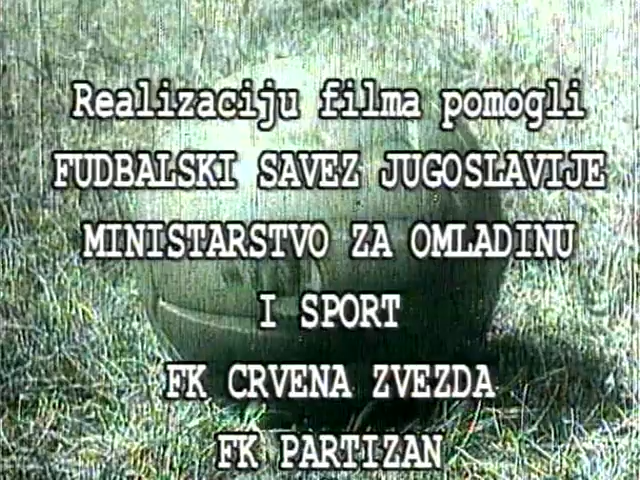 Realizaciju filma pomogli
FUDBALSKI SAVEZ JUGOSLAVIJE
MINISTARSTVO ZA OMLADINU
I SPORT
FK CRVENA ZVEZDA
FK PARTIZAN